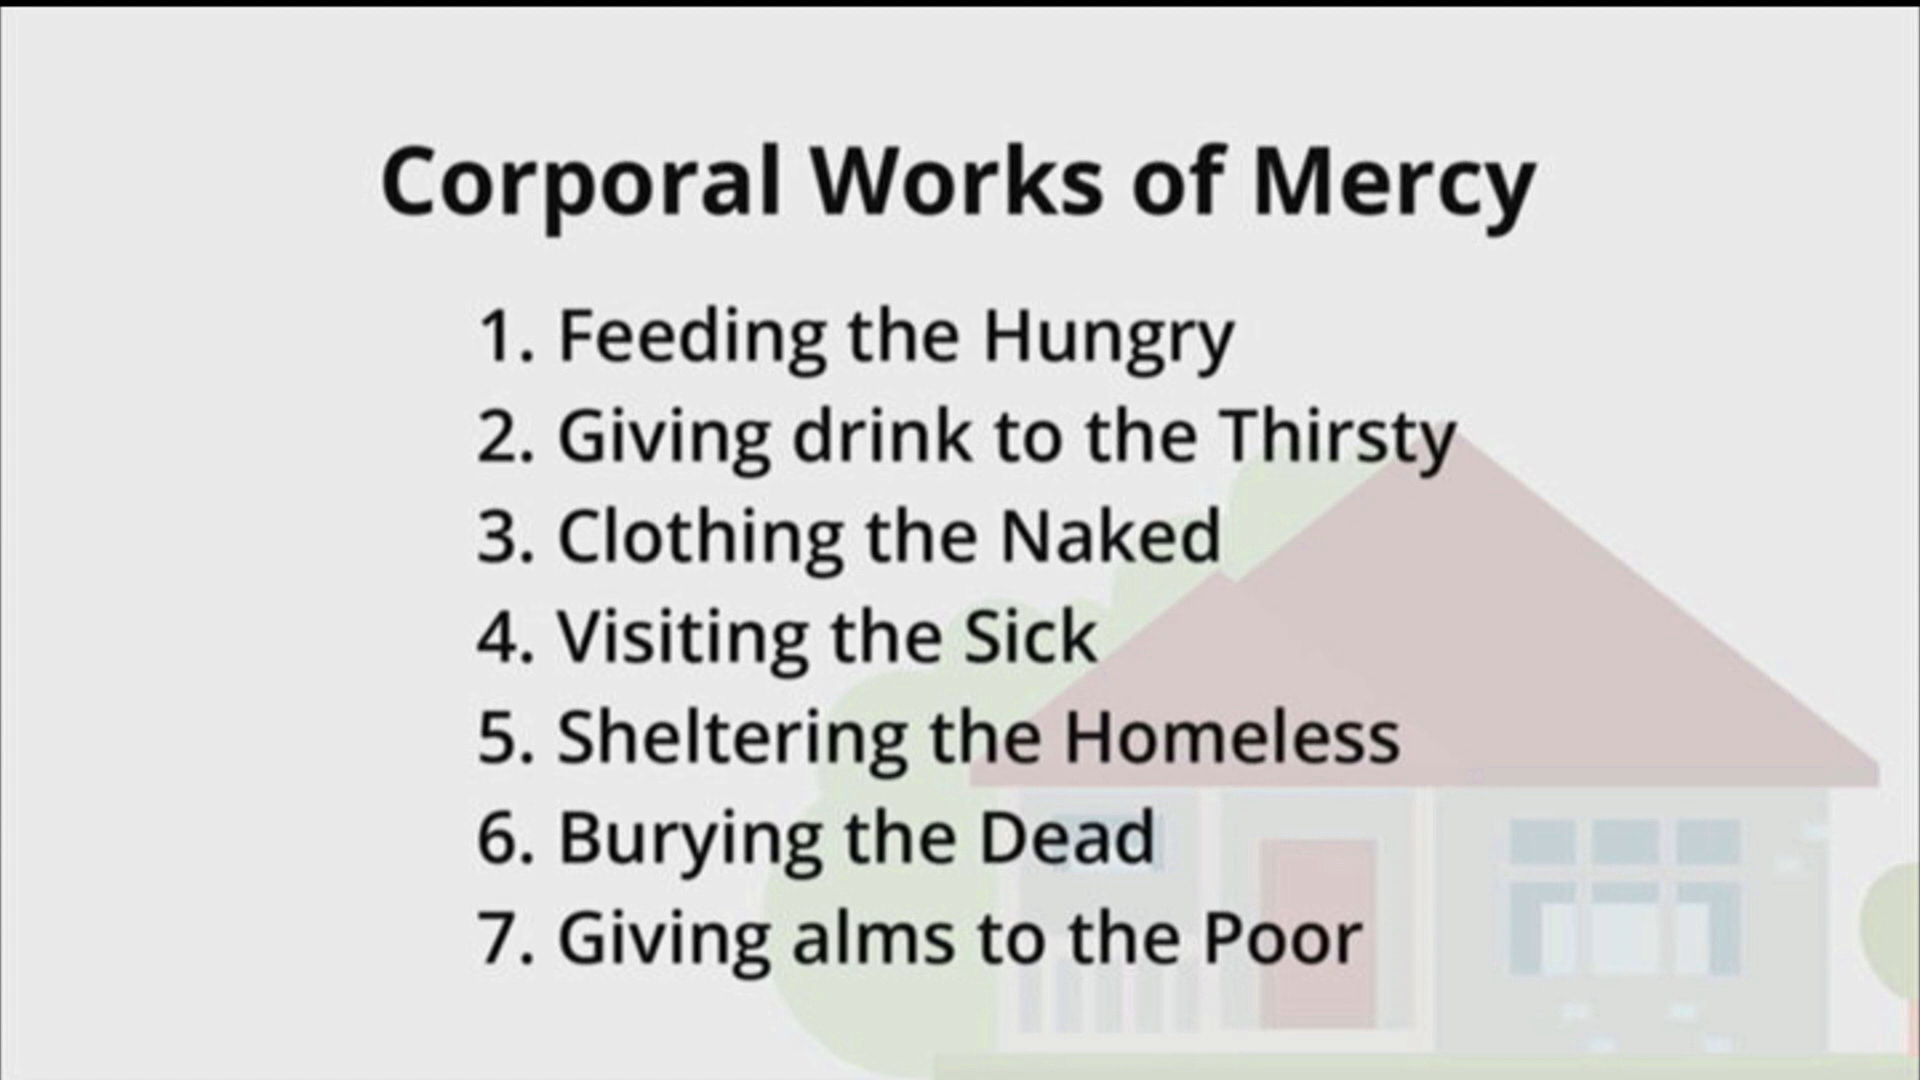 Corporal Works of Mercy
1. Feeding the Hungry
2. Giving drink to the Thirsty
3. Clothing the Naked
4. Visiting the Sick
5. Sheltering the Homeless
6. Burying the Dead
7. Giving alms to the Poor